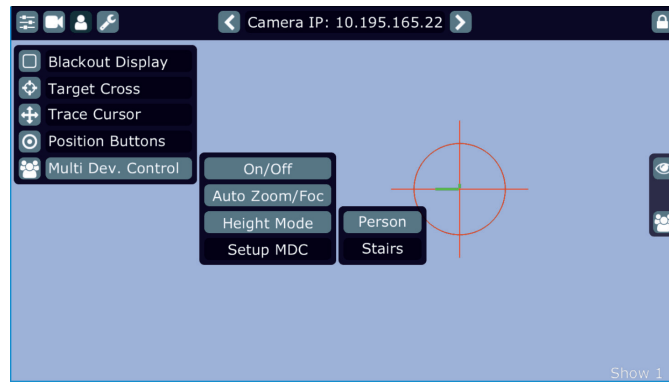 Camera IP: 10.195.165.22
Blackout Display
Target Cross
Trace Cursor
Position Buttons
Multi Dev. Control
On/Off
Auto Zoom/Foc
Height Mode
Setup MDC
Person
Stairs
Show 1